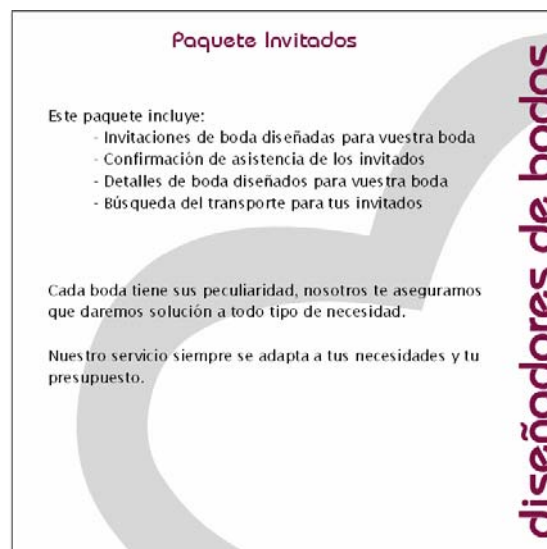 Paquete Invitados
Este paquete incluye:
- Invitaciones de boda diseñadas para vuestra boda
- Confirmación de asistencia de los invitados
- Detalles de boda diseñados para vuestra boda
- Búsqueda del transporte para tus invitados
Cada boda tiene sus peculiaridad, nosotros te aseguramos
que daremos solución a todo tipo de necesidad.
Nuestro servicio siempre se adapta a tus necesidades y tu
presupuesto.
diseñadores de bodas